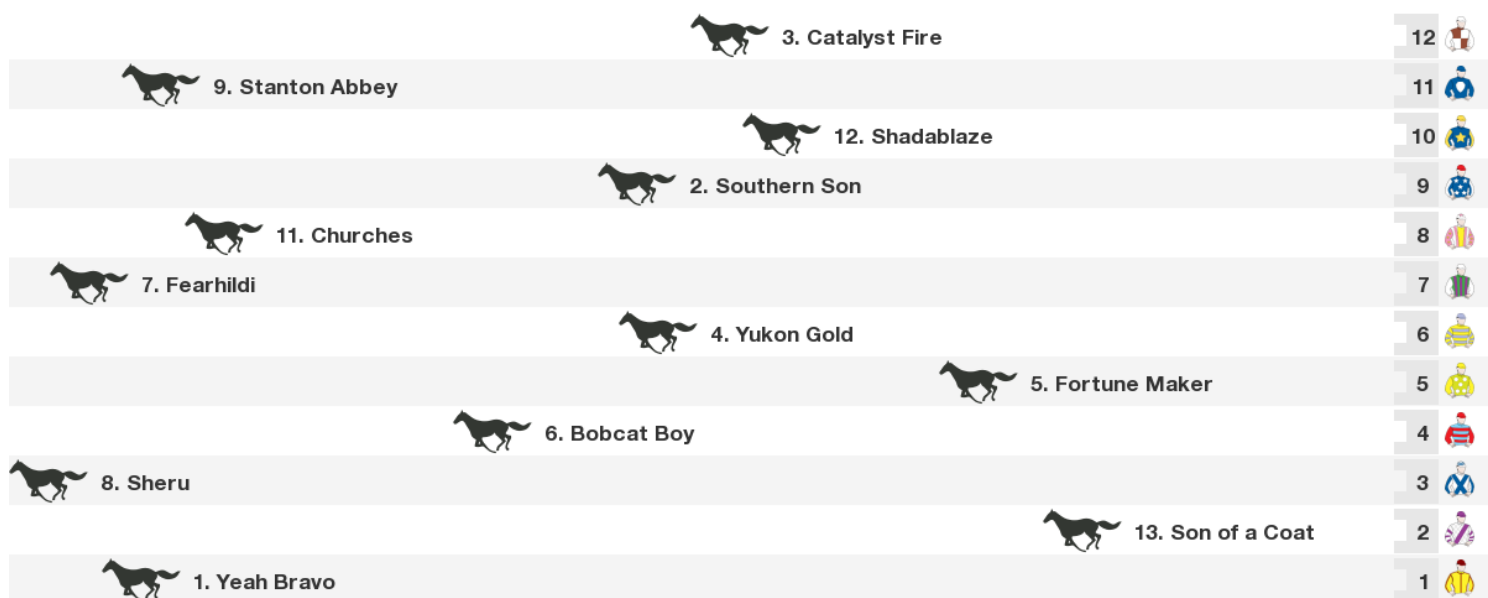 3. Catalyst Fire 12
9. Stanton Abbey 11
12. Shadablaze 10
2. Southern Son 9
11. Churches 8
7. Fearhildi 7
4. Yukon Gold 6
5. Fortune Maker 5
6. Bobcat Boy 4
8. Sheru 3
13. Son of a Coat 2
1. Yeah Bravo 1